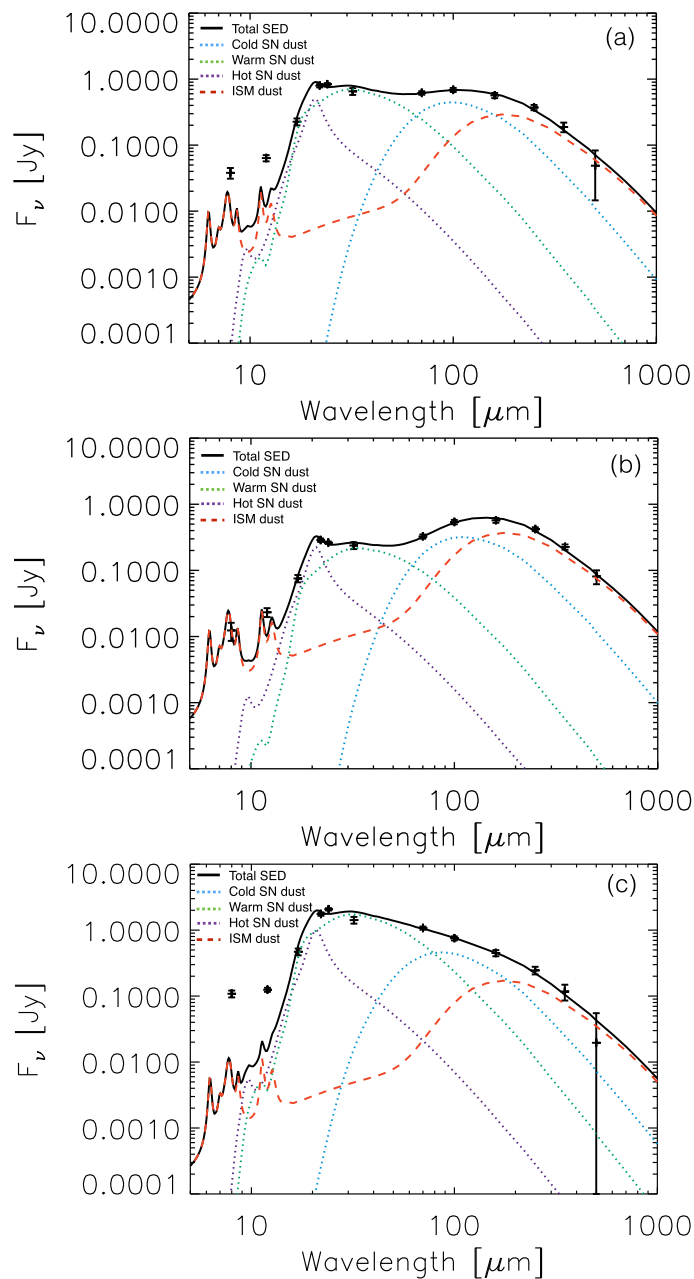 10.0000
1.0000
0.1000
0.0100
0.0010
0.0001
F_ν [Jy]
Total SED
Cold SN dust
Warm SN dust
Hot SN dust
ISM dust
(a)
10 100 1000
Wavelength [μm]
10.0000
1.0000
0.1000
0.0100
0.0010
0.0001
F_ν [Jy]
Total SED
Cold SN dust
Warm SN dust
Hot SN dust
ISM dust
(b)
10 100 1000
Wavelength [μm]
10.0000
1.0000
0.1000
0.0100
0.0010
0.0001
F_ν [Jy]
Total SED
Cold SN dust
Warm SN dust
Hot SN dust
ISM dust
(c)
10 100 1000
Wavelength [μm]